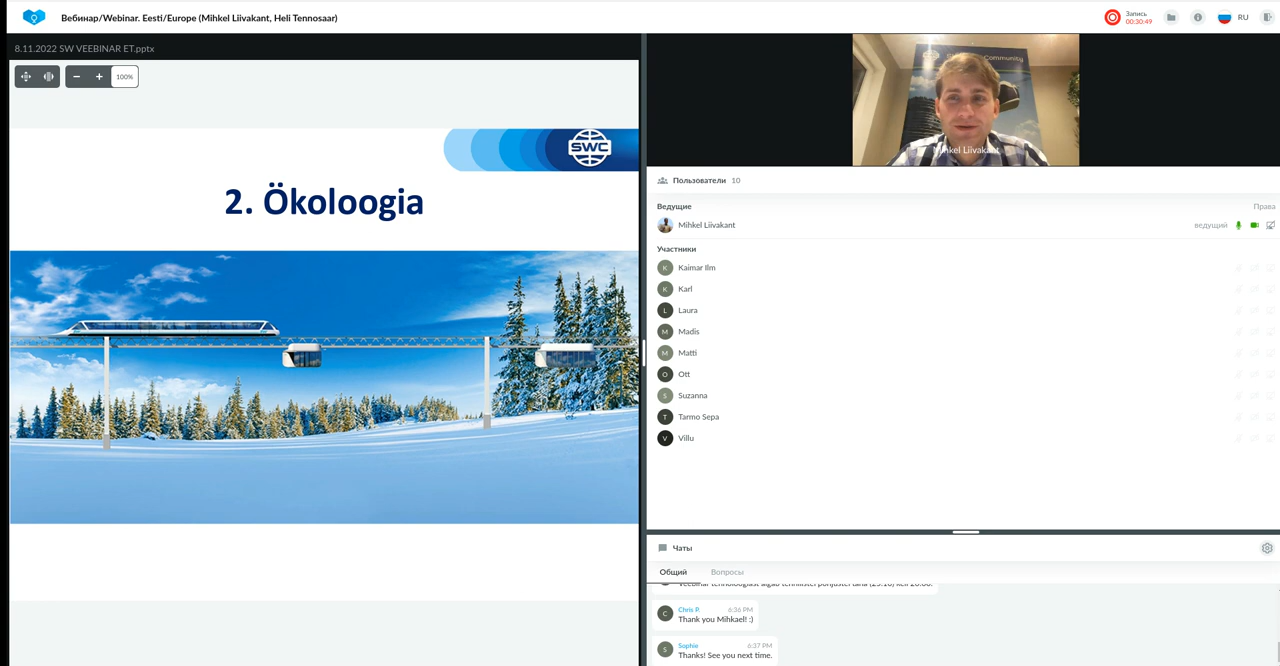 Вебинар/Webinar. Eesti/Europe (Mihkel Liivakant, Heli Tennosaar)
Запись
00:30:49
RU
8.11.2022 SW VEEBINAR ET.pptx
100%
SWC
2. Ökoloogia
Community
Mihkel Liivakant
Пользователи 10
Ведущие
Права
Mihkel Liivakant
ведущий
Участники
K Kaimar Ilm
K Karl
L Laura
M Madis
M Matti
O Ott
S Suzanna
T Tarmo Sepa
V Villu
Чаты
Общий Вопросы
C Chris P. 6:36 PM
Thank you Mihkael! :)
S Sophie 6:37 PM
Thanks! See you next time.